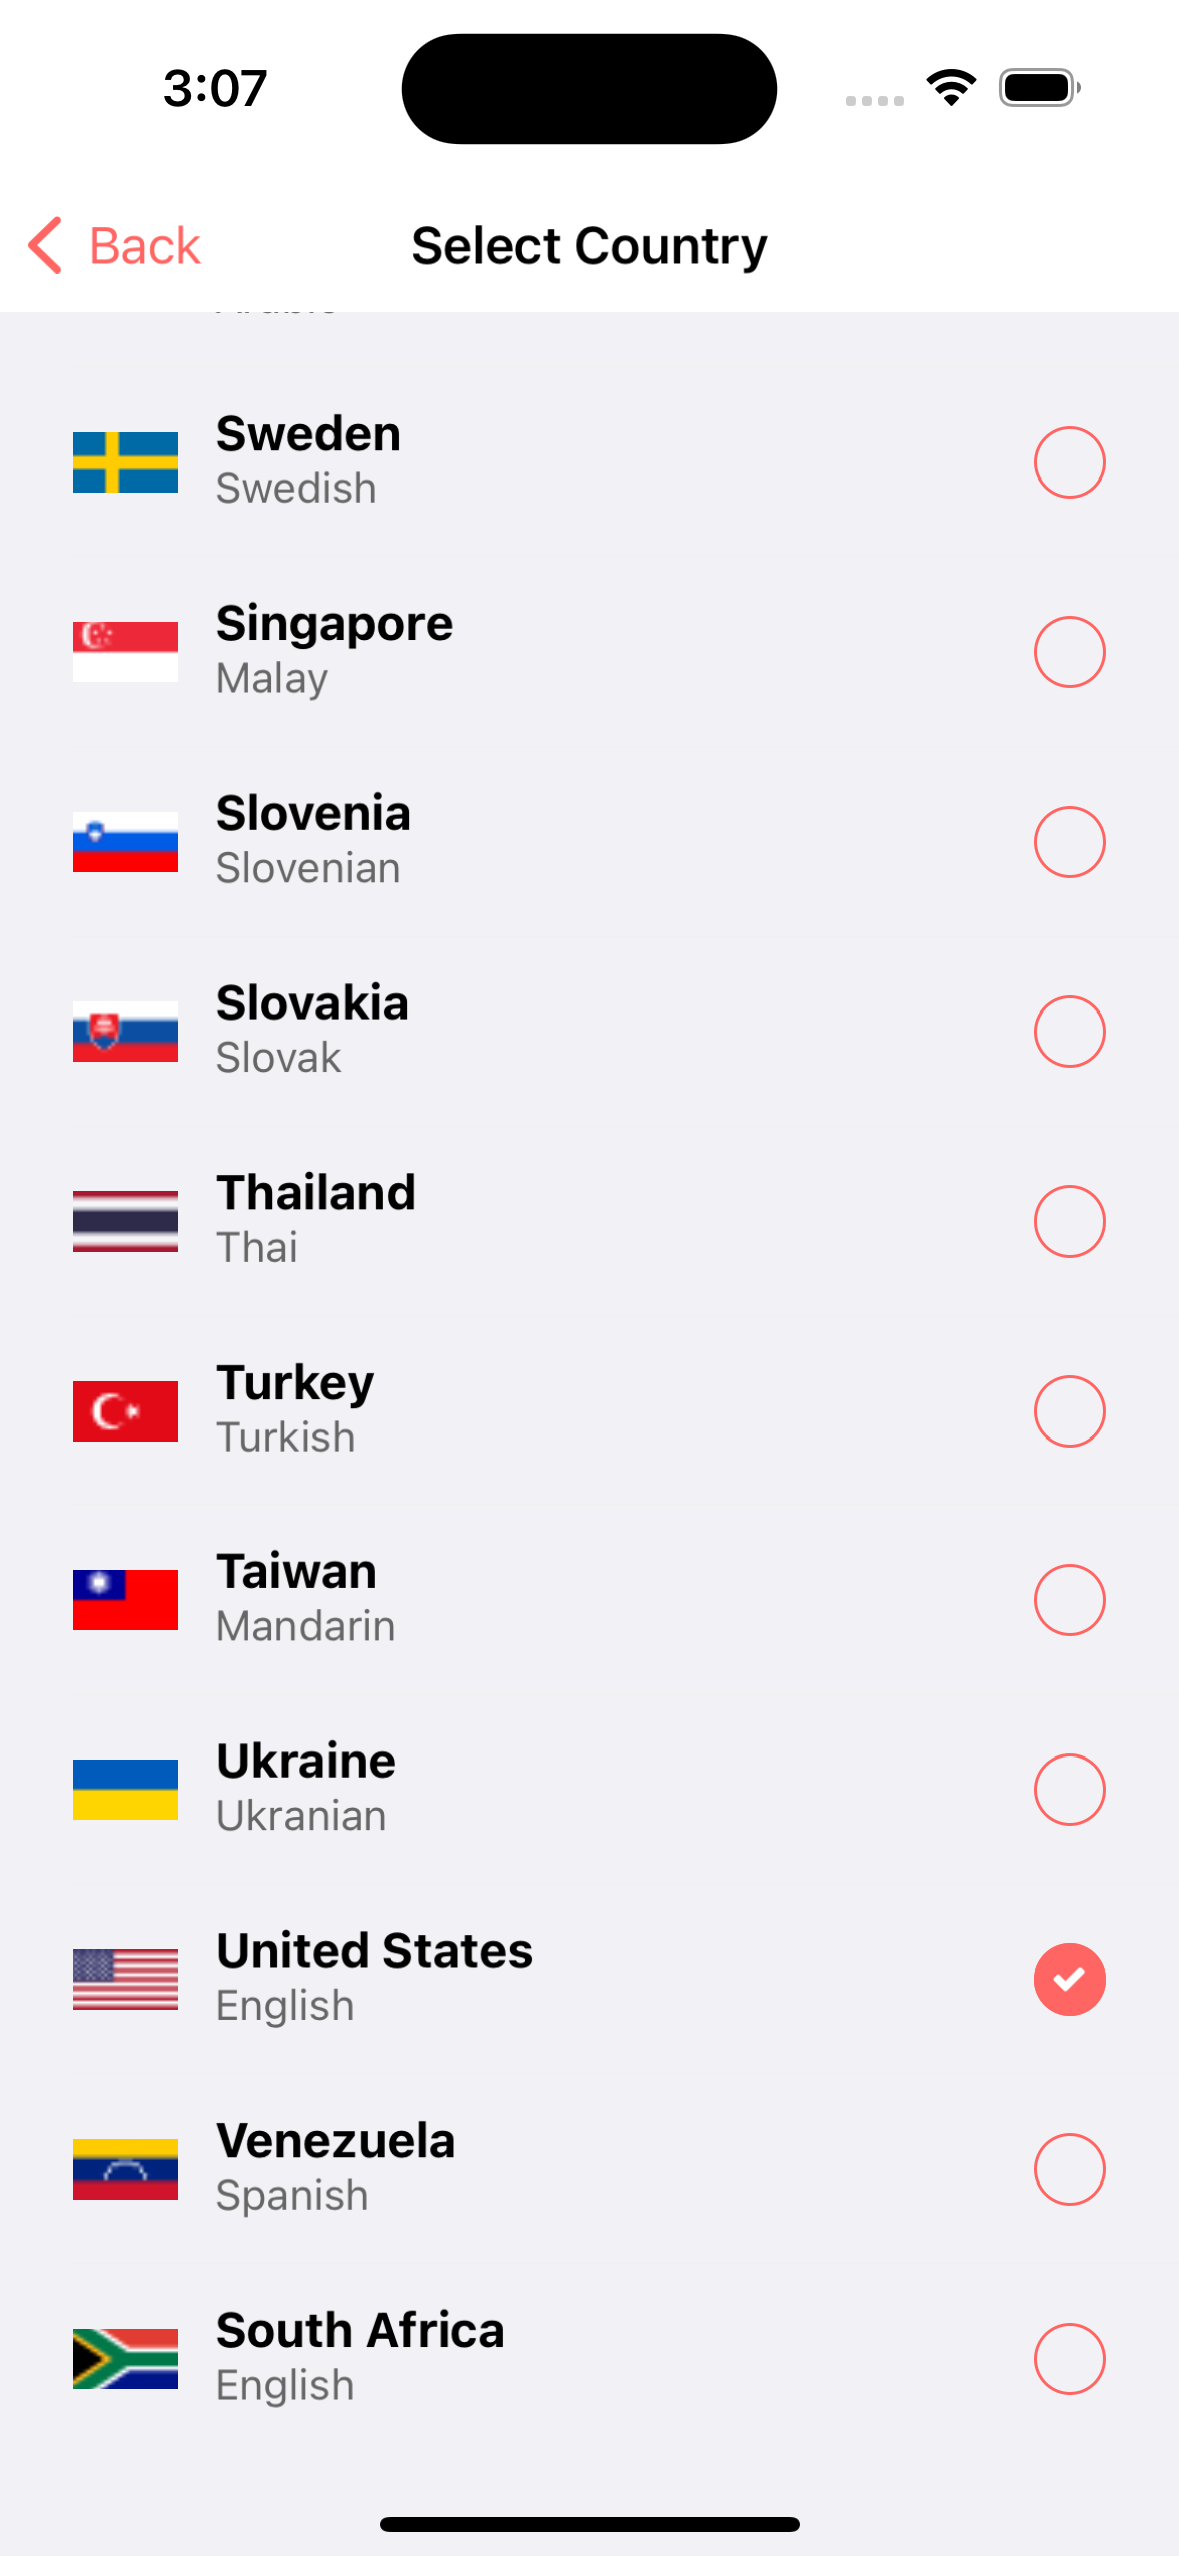 3:07
Back
Select Country
Sweden
Swedish
Singapore
Malay
Slovenia
Slovenian
Slovakia
Slovak
Thailand
Thai
Turkey
Turkish
Taiwan
Mandarin
Ukraine
Ukranian
United States
English
Venezuela
Spanish
South Africa
English